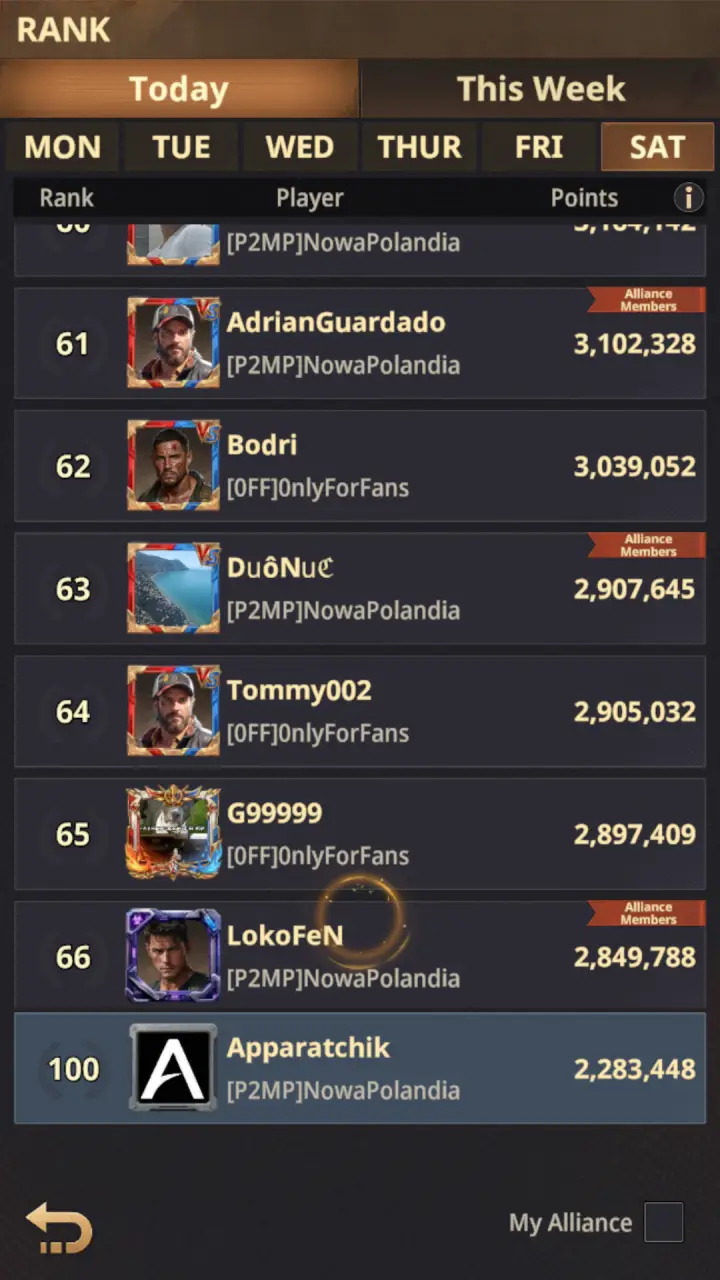 RANK
Today
This Week
MON
TUE
WED
THUR
FRI
SAT
Rank
Player
Points
[P2MP]NowaPolandia
61
AdrianGuardado
[P2MP]NowaPolandia
Alliance
Members
3,102,328
62
Bodri
[0FF]0nlyForFans
3,039,052
63
DuôNuℭ
[P2MP]NowaPolandia
Alliance
Members
2,907,645
64
Tommy002
[0FF]0nlyForFans
2,905,032
65
G99999
[0FF]0nlyForFans
2,897,409
66
LokoFeN
[P2MP]NowaPolandia
Alliance
Members
2,849,788
100
Apparatchik
[P2MP]NowaPolandia
2,283,448
My Alliance